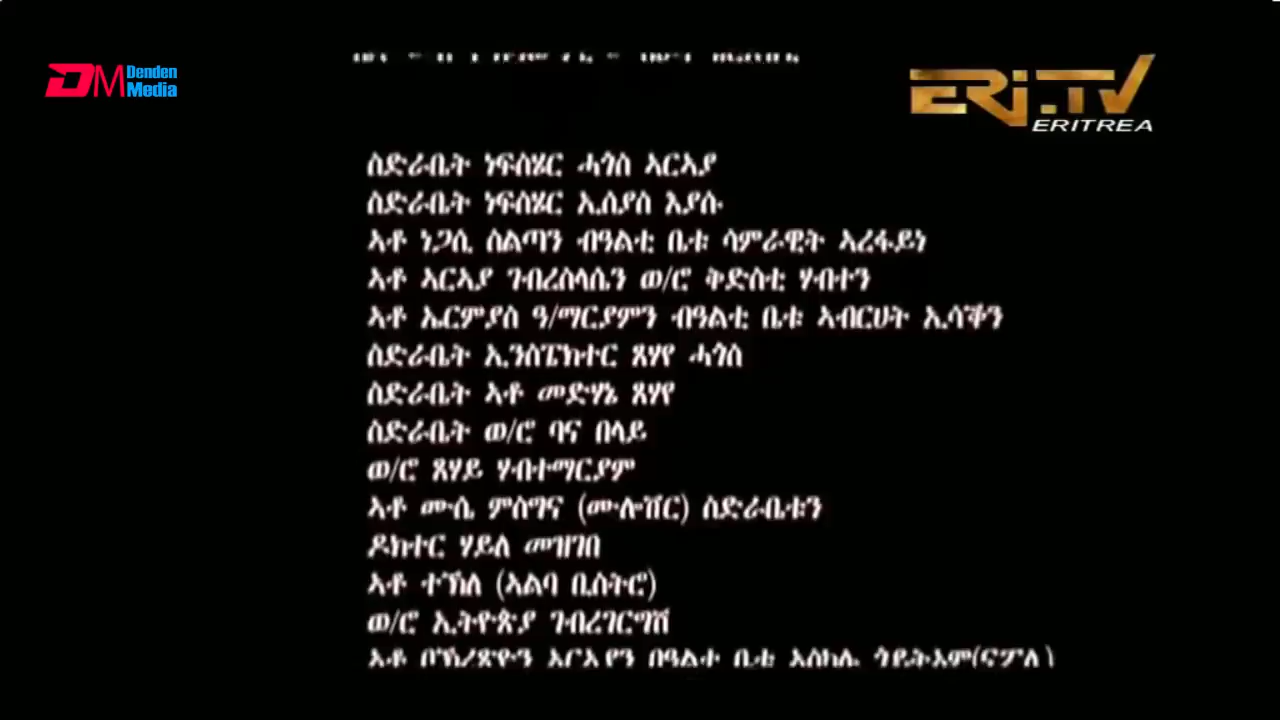 DM Denden Media
ERi.TV
ERITREA
ስድራቤት ነፍስሄር ሓጎስ ኣርኣያ
ስድራቤት ነፍስሄር ኢሰያስ እያሱ
ኣቶ ነጋሲ ስልጣን ብዓልቲ ቤቱ ሳምራዊት ኣረፋይነ
ኣቶ ኣርኣያ ገብረስላሴን ወ/ሮ ቅድስቲ ሃብተን
ኣቶ ኤርምያስ ዓ/ማርያምን ብዓልቲ ቤቱ ኣብርሀት ኢሳቕን
ስድራቤት ኢንስፔክተር ጸሃየ ሓጎስ
ስድራቤት ኣቶ መድሃኔ ጸሃየ
ስድራቤት ወ/ሮ ባና በላይ
ወ/ሮ ጸሃይ ሃብተማርያም
ኣቶ ሙሴ ምስግና (ሙሎሽር) ስድራቤቱን
ዶክተር ሃይለ መዝገበ
ኣቶ ተኽለ (ኣልባ ቢስትሮ)
ወ/ሮ ኢትዮጵያ ገብረገርግሽ
ኣቶ ቤቱ